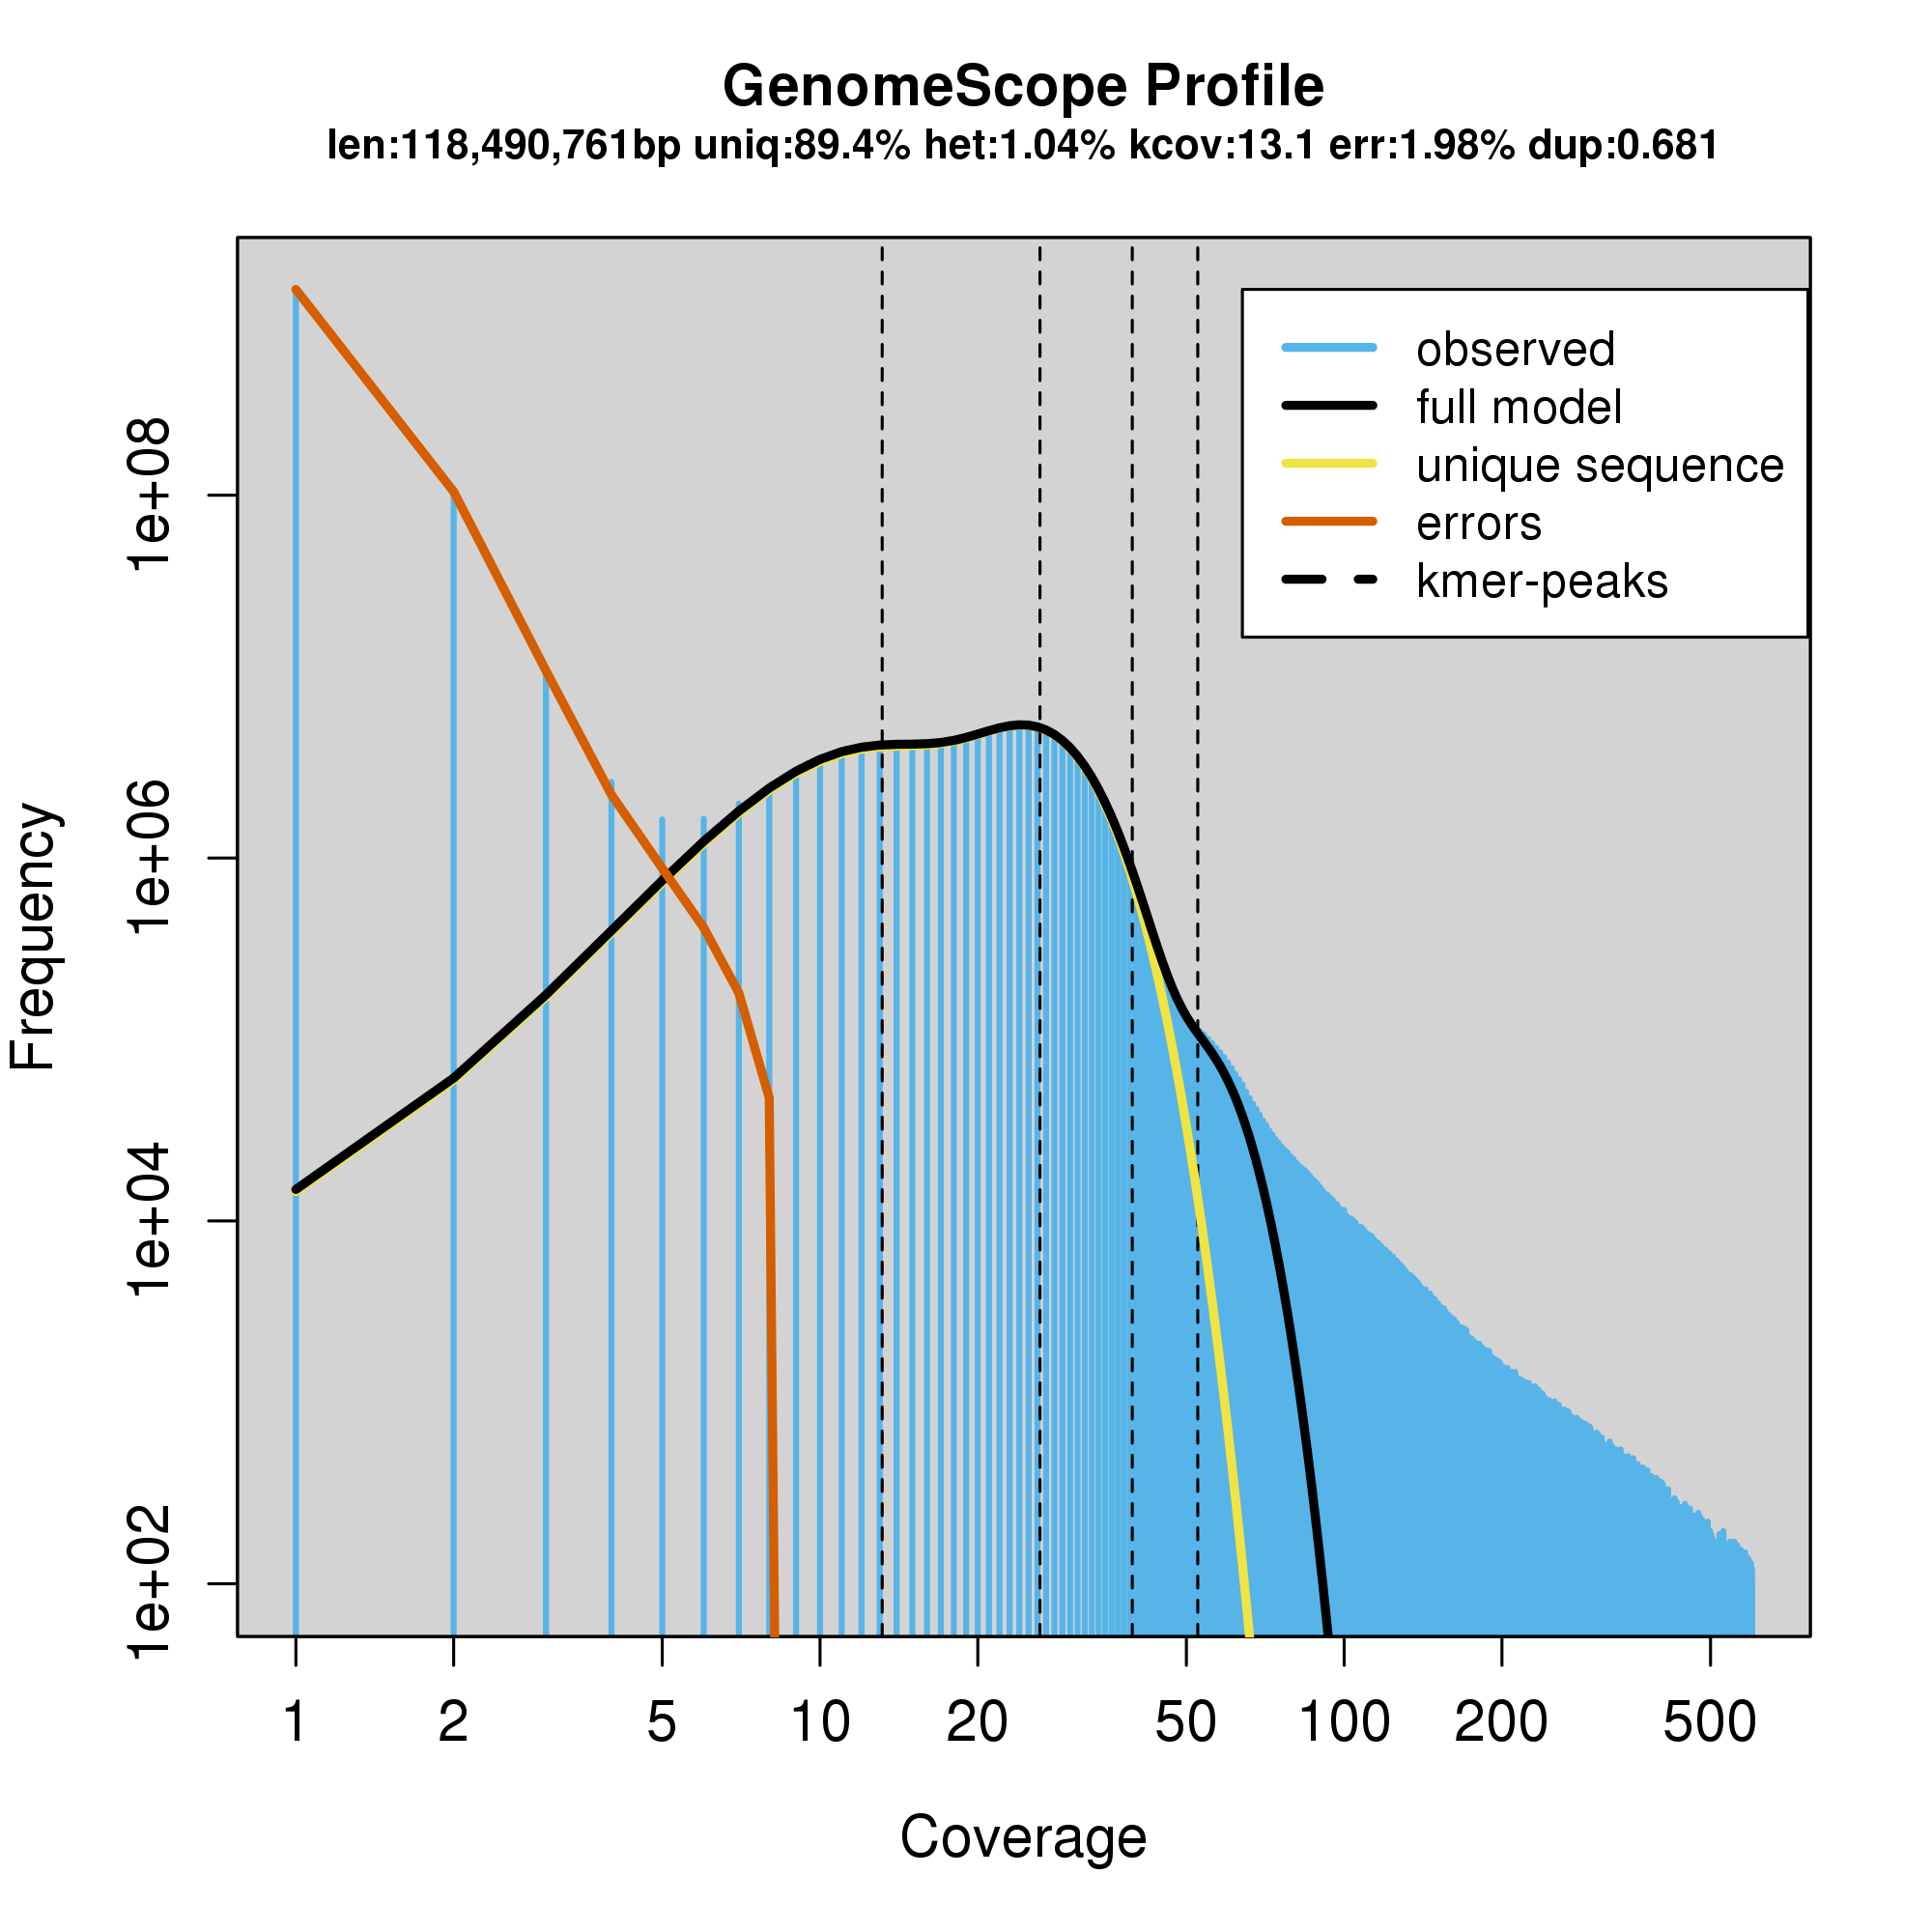 GenomeScope Profile
len:118,490,761bp uniq:89.4% het:1.04% kcov:13.1 err:1.98% dup:0.681
observed
full model
unique sequence
errors
kmer-peaks
Frequency
1e+08
1e+06
1e+04
1e+02
1 2 5 10 20 50 100 200 500
Coverage